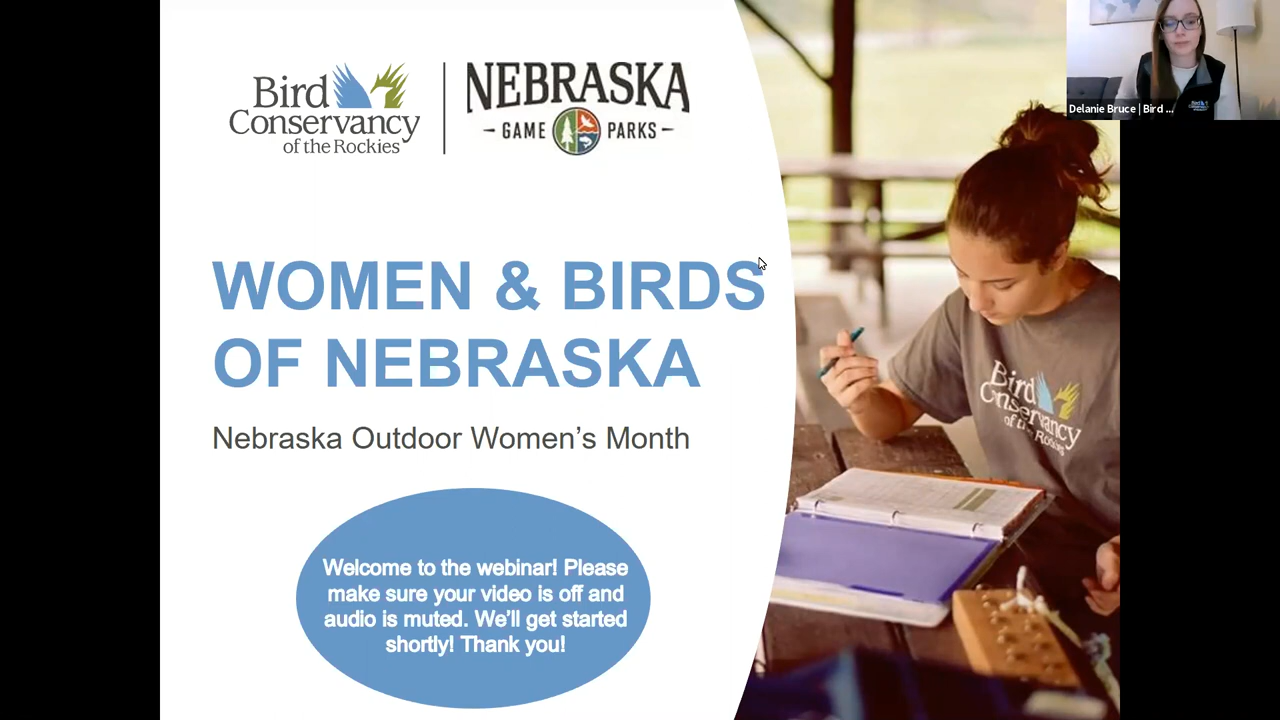 Bird
Conservancy
of the Rockies
NEBRASKA
GAME PARKS
Delanie Bruce | Bird ...
WOMEN & BIRDS
OF NEBRASKA
Nebraska Outdoor Women’s Month
Welcome to the webinar! Please
make sure your video is off and
audio is muted. We’ll get started
shortly! Thank you!
Bird
Conservancy
of the Rockies